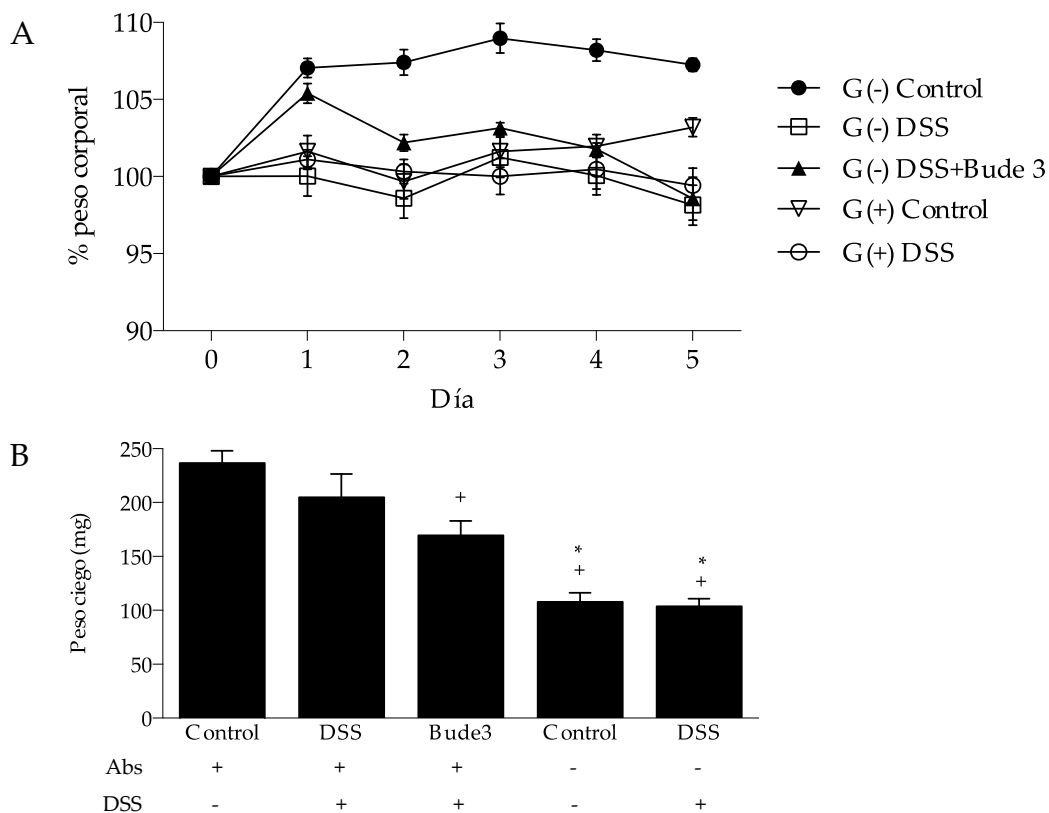 A
110
105
100
95
90
% peso corporal
0 1 2 3 4 5
Día
G(-) Control
G(-) DSS
G(-) DSS+Bude 3
G(+) Control
G(+) DSS
B
250
200
150
100
50
0
Peso ciego (mg)
+
*
+
*
+
Control DSS Bude3 Control DSS
Abs + + + - -
DSS - + + - +